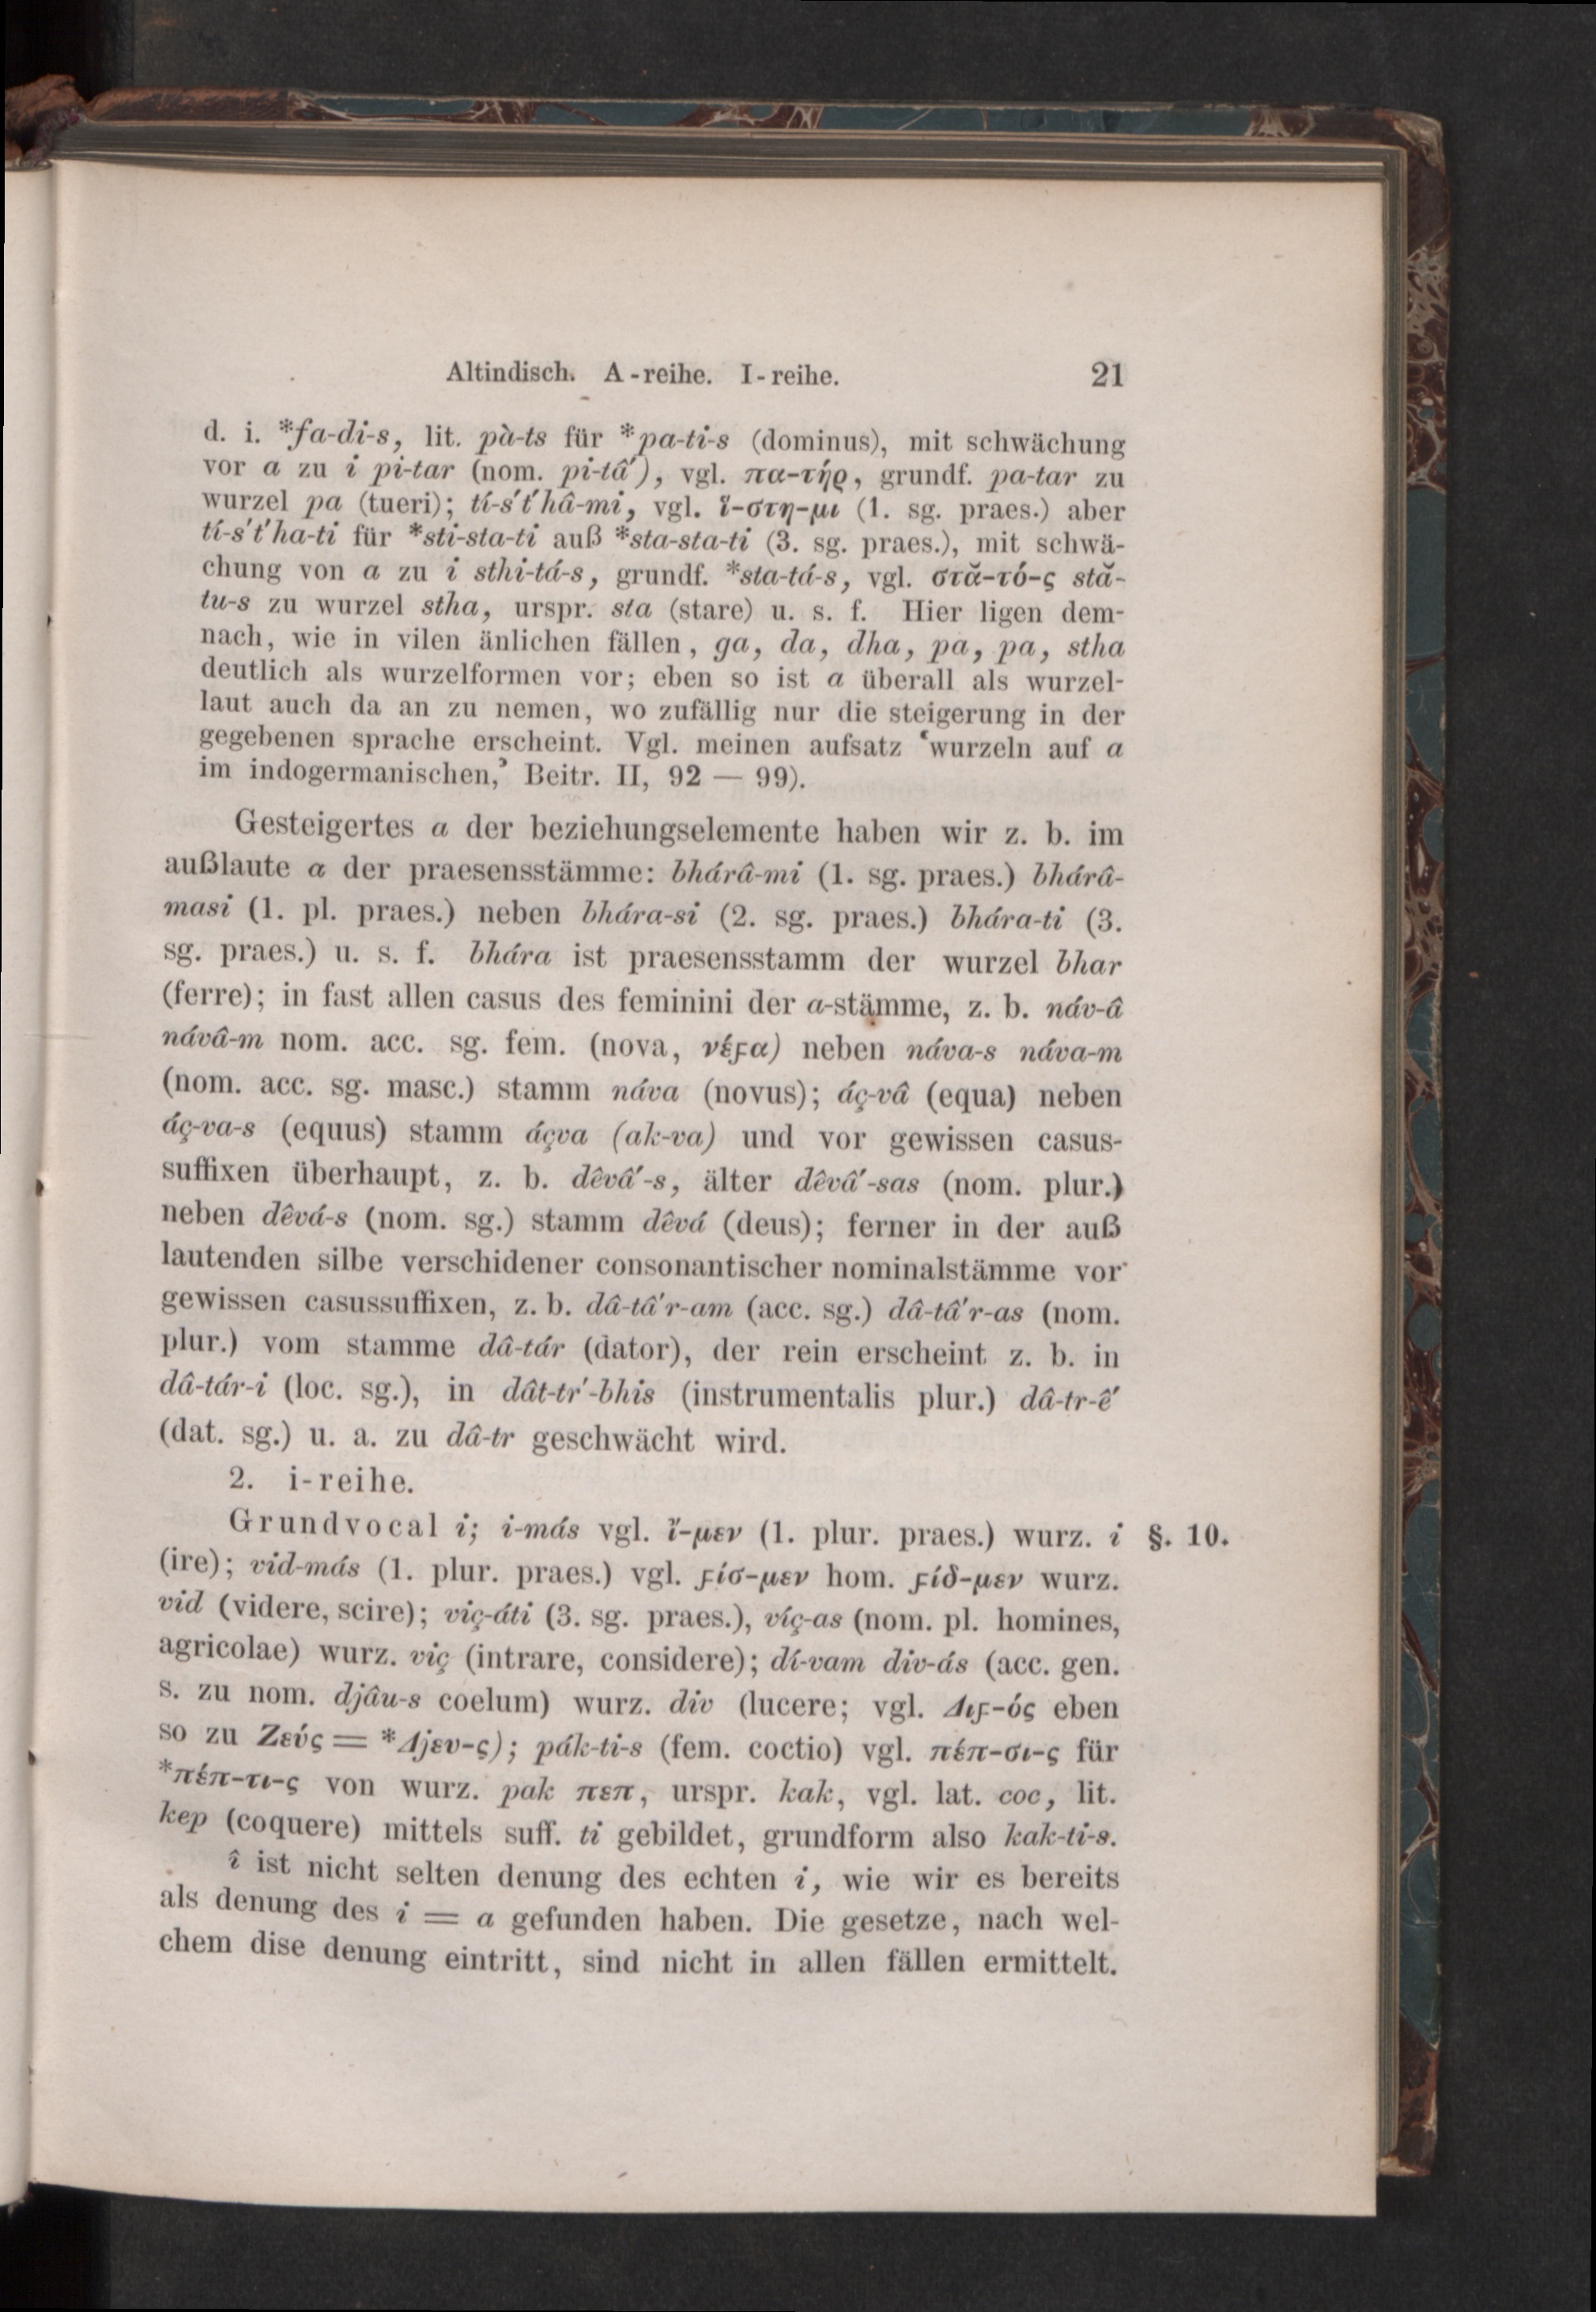 Altindisch. A-reihe. I-reihe. 21
d. i. *fa-di-s, lit. pà-ts für *pa-ti-s (dominus), mit schwächung
vor a zu i pi-tar (nom. pi-tấ), vgl. πα-τήρ, grundf. pa-tar zu
wurzel pa (tueri); tí-s′t′hâ-mi, vgl. ἵ-στη-μι (1. sg. praes.) aber
tí-s′t′ha-ti für *sti-sta-ti auß *sta-sta-ti (3. sg. praes.), mit schwä-
chung von a zu i sthi-tá-s, grundf. *sta-tá-s, vgl. στᾰ-τό-ς stă-
tu-s zu wurzel stha, urspr. sta (stare) u. s. f. Hier ligen dem-
nach, wie in vilen änlichen fällen, ga, da, dha, pa, pa, stha
deutlich als wurzelformen vor; eben so ist a überall als wurzel-
laut auch da an zu nemen, wo zufällig nur die steigerung in der
gegebenen sprache erscheint. Vgl. meinen aufsatz ‘wurzeln auf a
im indogermanischen,’ Beitr. II, 92 — 99).
Gesteigertes a der beziehungselemente haben wir z. b. im
außlaute a der praesensstämme: bhárâ-mi (1. sg. praes.) bhárâ-
masi (1. pl. praes.) neben bhára-si (2. sg. praes.) bhára-ti (3.
sg. praes.) u. s. f. bhára ist praesensstamm der wurzel bhar
(ferre); in fast allen casus des feminini der a-stämme, z. b. náv-â
návâ-m nom. acc. sg. fem. (nova, νέϝα) neben náva-s náva-m
(nom. acc. sg. masc.) stamm náva (novus); áç-vâ (equa) neben
áç-va-s (equus) stamm áçva (ak-va) und vor gewissen casus-
suffixen überhaupt, z. b. dêvâ′-s, älter dêvâ′-sas (nom. plur.)
neben dêvá-s (nom. sg.) stamm dêvá (deus); ferner in der auß
lautenden silbe verschidener consonantischer nominalstämme vor
gewissen casussuffixen, z. b. dâ-tâ′r-am (acc. sg.) dâ-tâ′r-as (nom.
plur.) vom stamme dâ-tár (dator), der rein erscheint z. b. in
dâ-tár-i (loc. sg.), in dât-tr′-bhis (instrumentalis plur.) dâ-tr-ê′
(dat. sg.) u. a. zu dâ-tr geschwächt wird.
2. i-reihe.
Grundvocal i; i-más vgl. ἴ-μεν (1. plur. praes.) wurz. i §. 10.
(ire); vid-más (1. plur. praes.) vgl. ϝίσ-μεν hom. ϝίδ-μεν wurz.
vid (videre, scire); viç-áti (3. sg. praes.), víç-as (nom. pl. homines,
agricolae) wurz. viç (intrare, considere); dí-vam div-ás (acc. gen.
s. zu nom. djâu-s coelum) wurz. div (lucere; vgl. Διϝ-ός eben
so zu Ζεύς = *Δjευ-ς); pák-ti-s (fem. coctio) vgl. πέπ-σι-ς für
*πέπ-τι-ς von wurz. pak πεπ, urspr. kak, vgl. lat. coc, lit.
kep (coquere) mittels suff. ti gebildet, grundform also kak-ti-s.
î ist nicht selten denung des echten i, wie wir es bereits
als denung des i = a gefunden haben. Die gesetze, nach wel-
chem dise denung eintritt, sind nicht in allen fällen ermittelt.